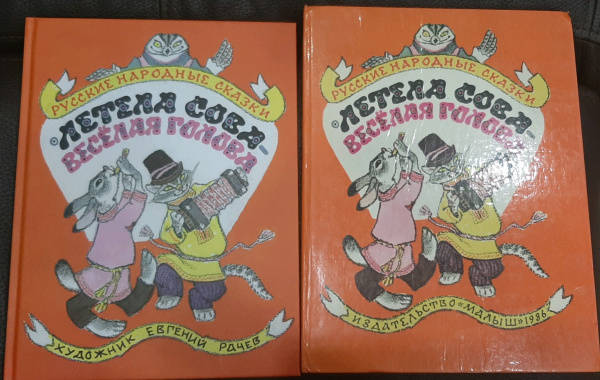 РУССКИЕ НАРОДНЫЕ СКАЗКИ
ЛЕТЕЛА СОВА-
ВЕСЁЛАЯ ГОЛОВА
ХУДОЖНИК ЕВГЕНИЙ РАЧЕВ
РУССКИЕ НАРОДНЫЕ СКАЗКИ
ЛЕТЕЛА СОВА-
ВЕСЁЛАЯ ГОЛОВА
ИЗДАТЕЛЬСТВО «МАЛЫШ» 1986